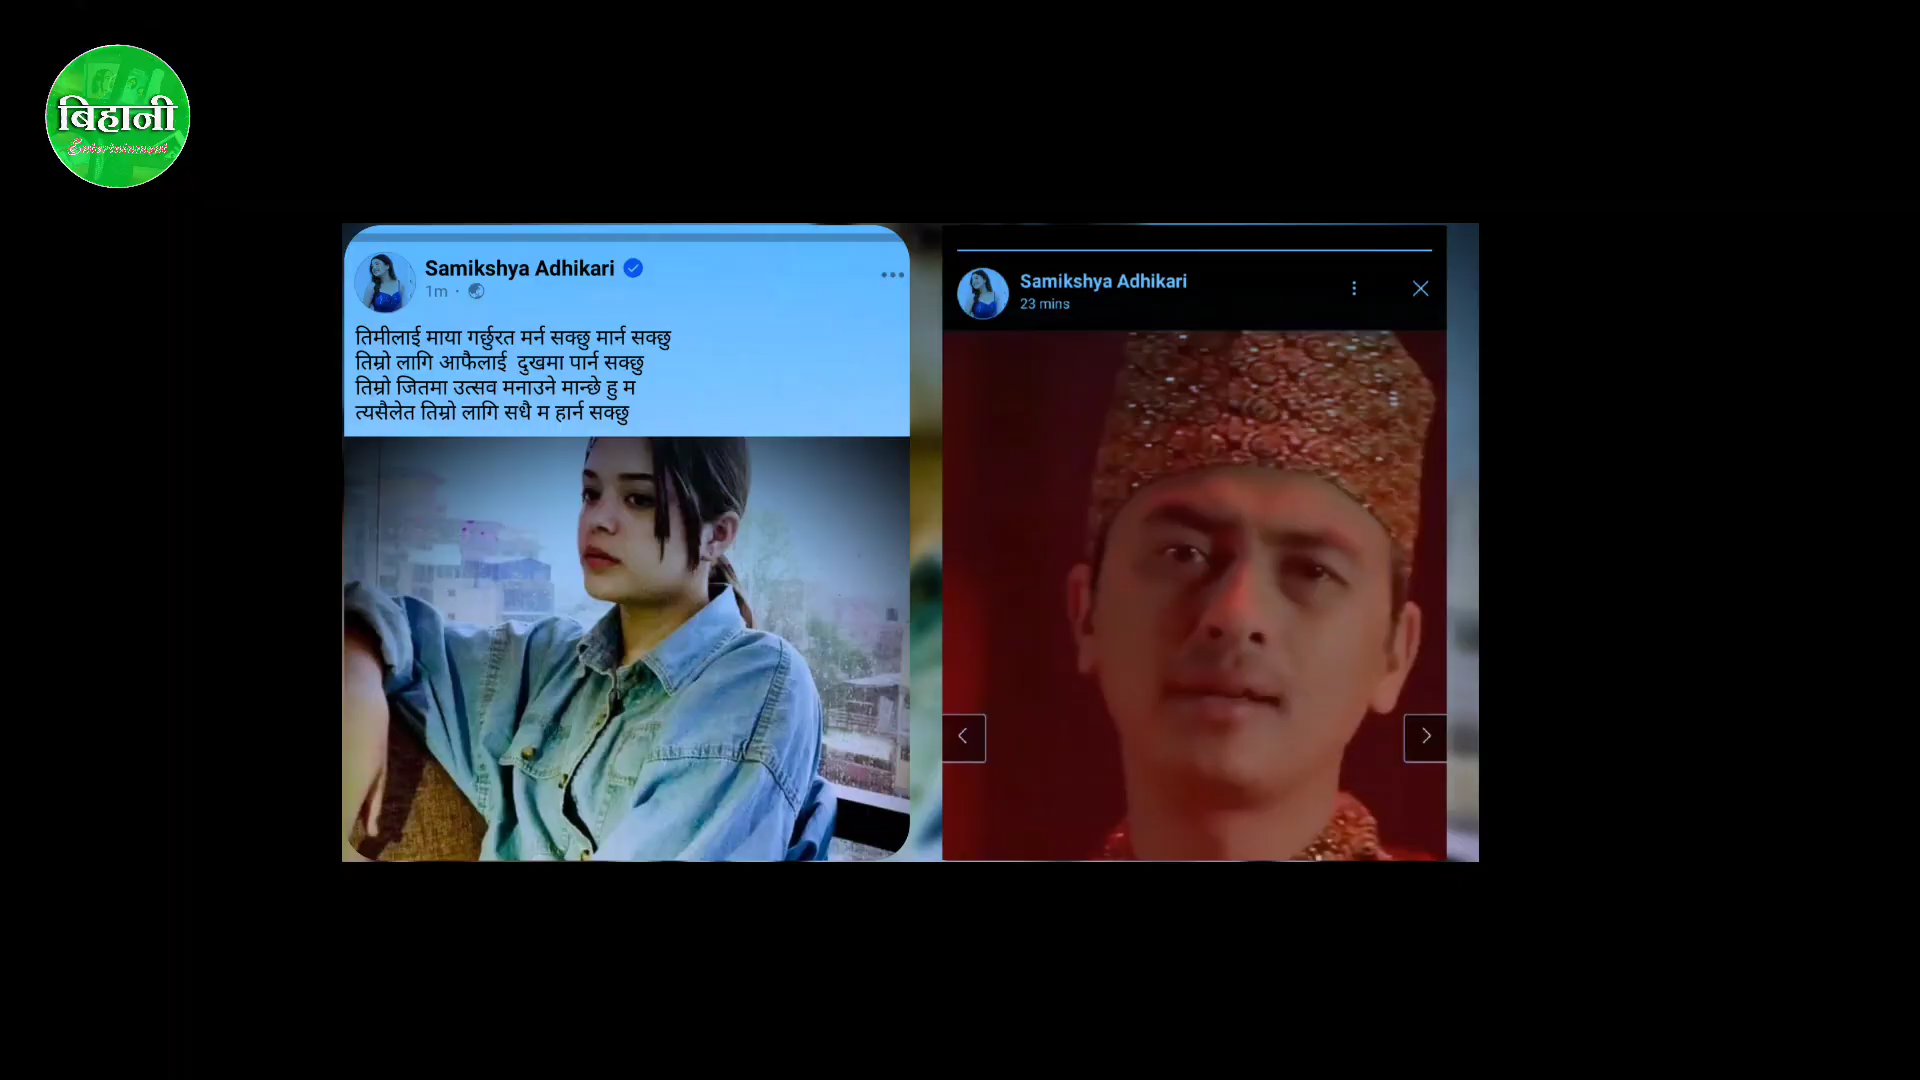 बिहानी
Entertainment
Samikshya Adhikari
1m
तिमीलाई माया गर्छुरत मर्न सक्छु मार्न सक्छु
तिम्रो लागि आफैलाई दुखमा पार्न सक्छु
तिम्रो जितमा उत्सव मनाउने मान्छे हु म
त्यसैलेत तिम्रो लागि सधै म हार्न सक्छु
Samikshya Adhikari
23 mins